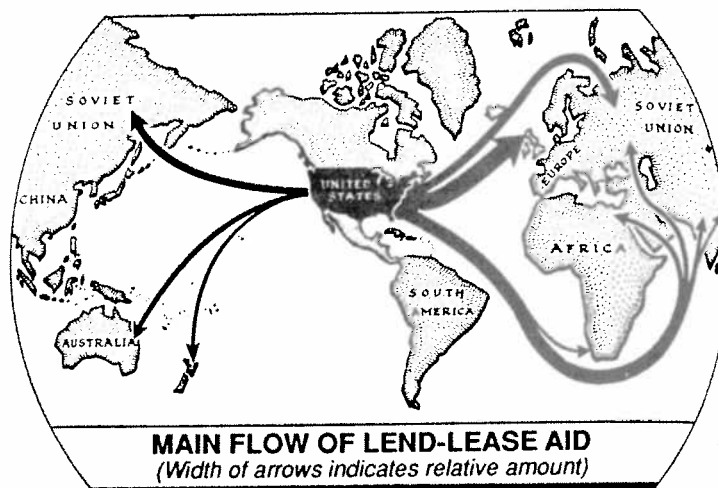 SOVIET
UNION
CHINA
AUSTRALIA
UNITED
STATES
SOUTH
AMERICA
EUROPE
AFRICA
SOVIET
UNION
MAIN FLOW OF LEND-LEASE AID
(Width of arrows indicates relative amount)